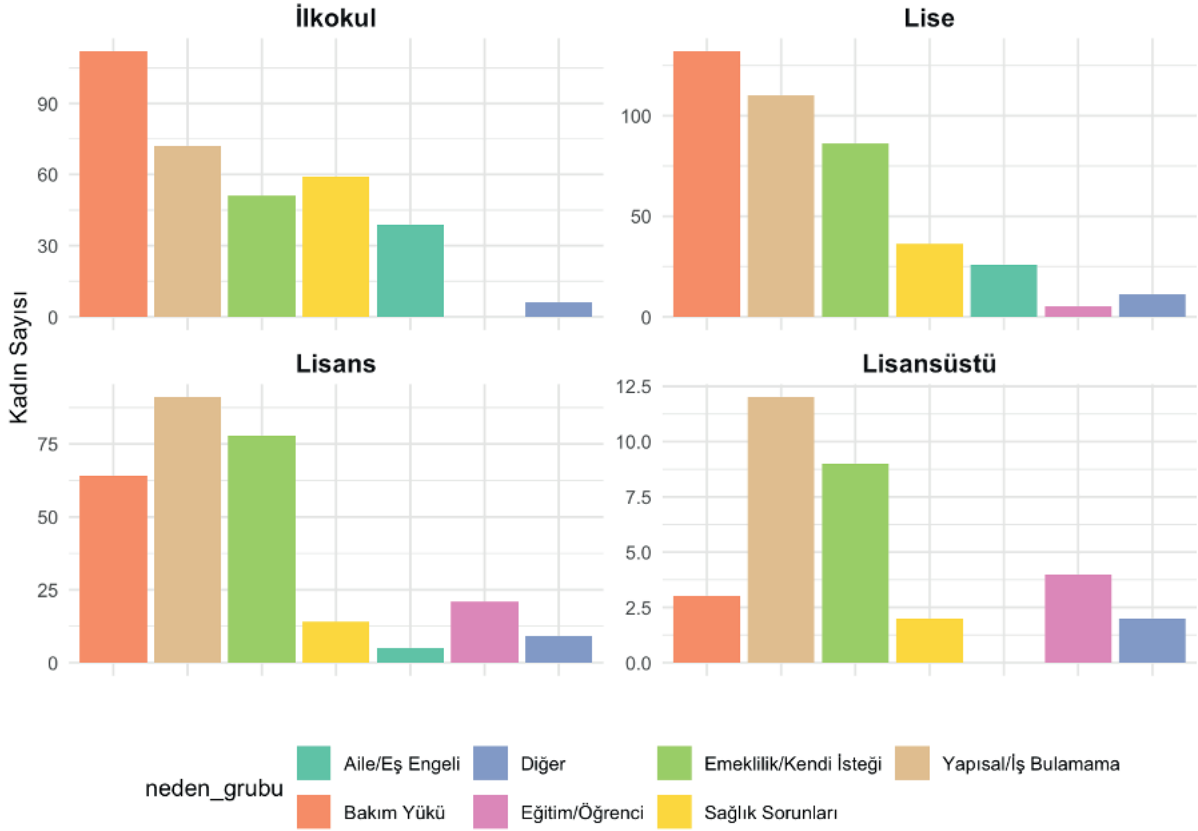 İlkokul
Lise
90
60
30
0
100
50
0
Kadın Sayısı
Lisans
Lisansüstü
75
50
25
0
12.5
10.0
7.5
5.0
2.5
0.0
neden_grubu
Aile/Eş Engeli
Diğer
Emeklilik/Kendi İsteği
Yapısal/İş Bulamama
Bakım Yükü
Eğitim/Öğrenci
Sağlık Sorunları